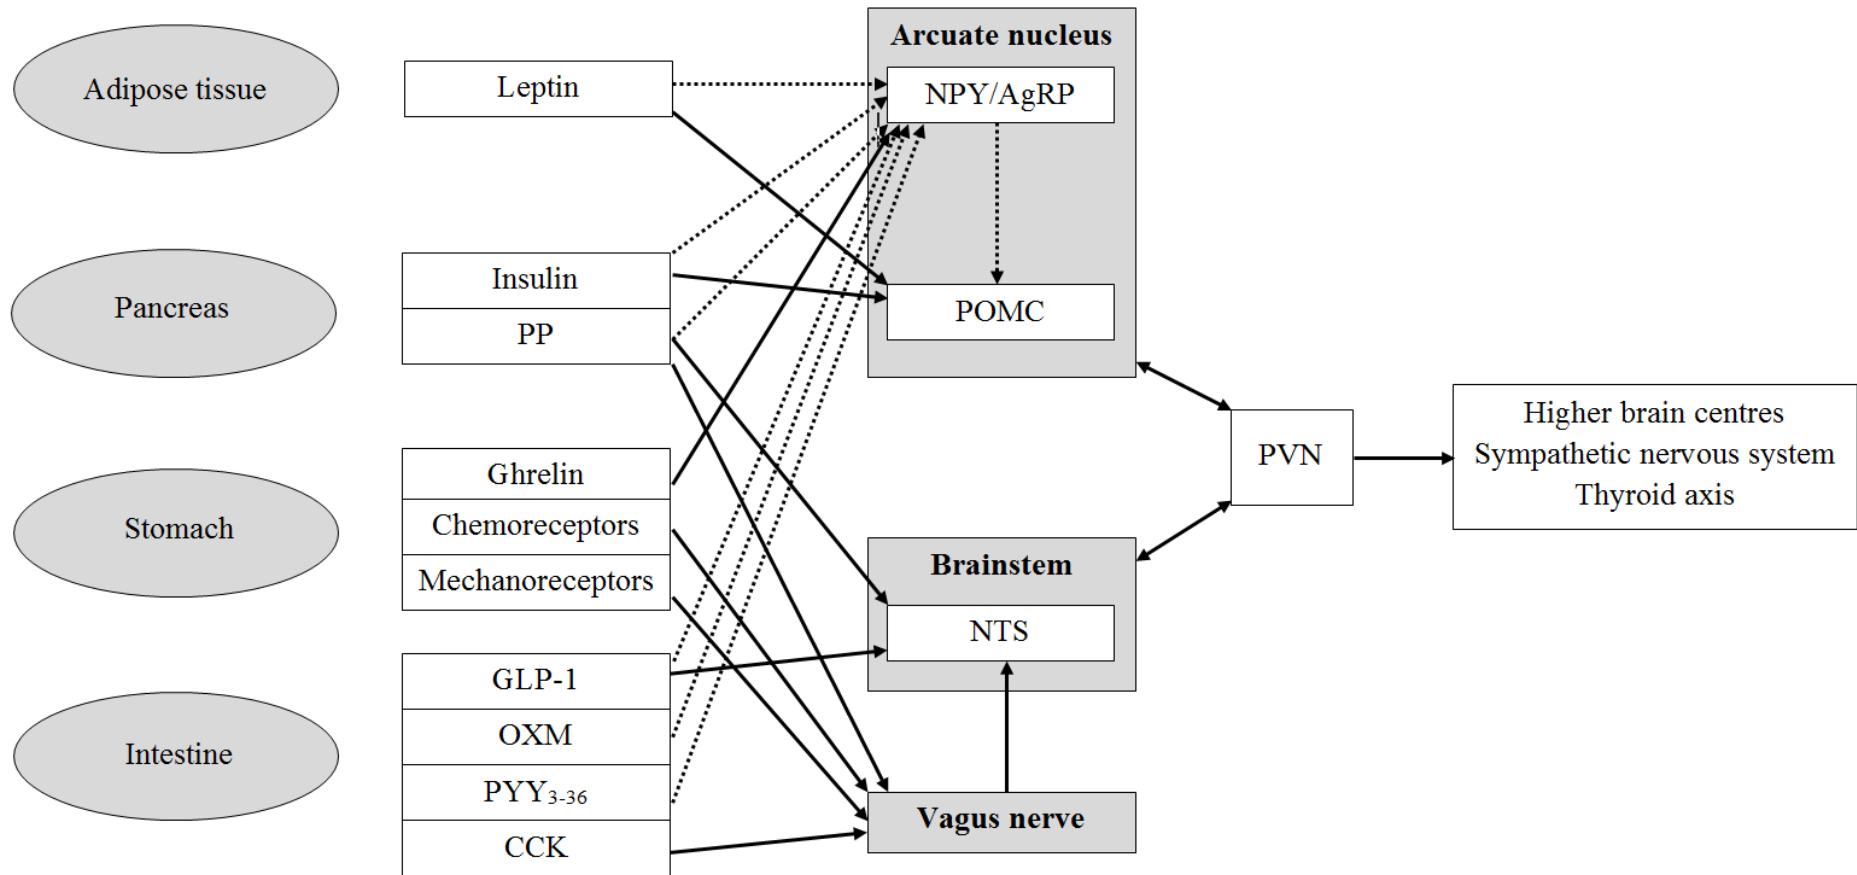 Adipose tissue
Pancreas
Stomach
Intestine
Leptin
Insulin
PP
Ghrelin
Chemoreceptors
Mechanoreceptors
GLP-1
OXM
PYY3-36
CCK
Arcuate nucleus
NPY/AgRP
POMC
Brainstem
NTS
Vagus nerve
PVN
Higher brain centres
Sympathetic nervous system
Thyroid axis